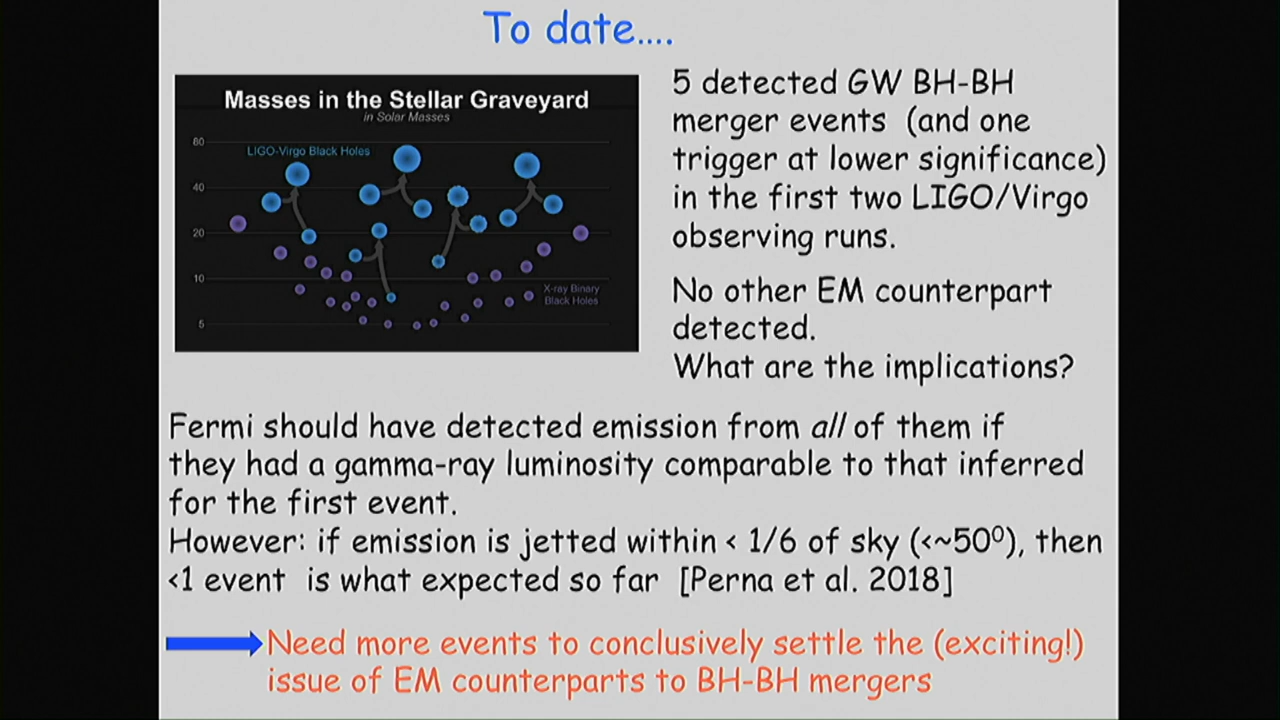 To date....
Masses in the Stellar Graveyard
in Solar Masses
LIGO-Virgo Black Holes
80
40
20
10
5
X-ray Binary
Black Holes
5 detected GW BH-BH
merger events (and one
trigger at lower significance)
in the first two LIGO/Virgo
observing runs.
No other EM counterpart
detected.
What are the implications?
Fermi should have detected emission from all of them if
they had a gamma-ray luminosity comparable to that inferred
for the first event.
However: if emission is jetted within < 1/6 of sky (<~50⁰), then
<1 event is what expected so far [Perna et al. 2018]
Need more events to conclusively settle the (exciting!)
issue of EM counterparts to BH-BH mergers